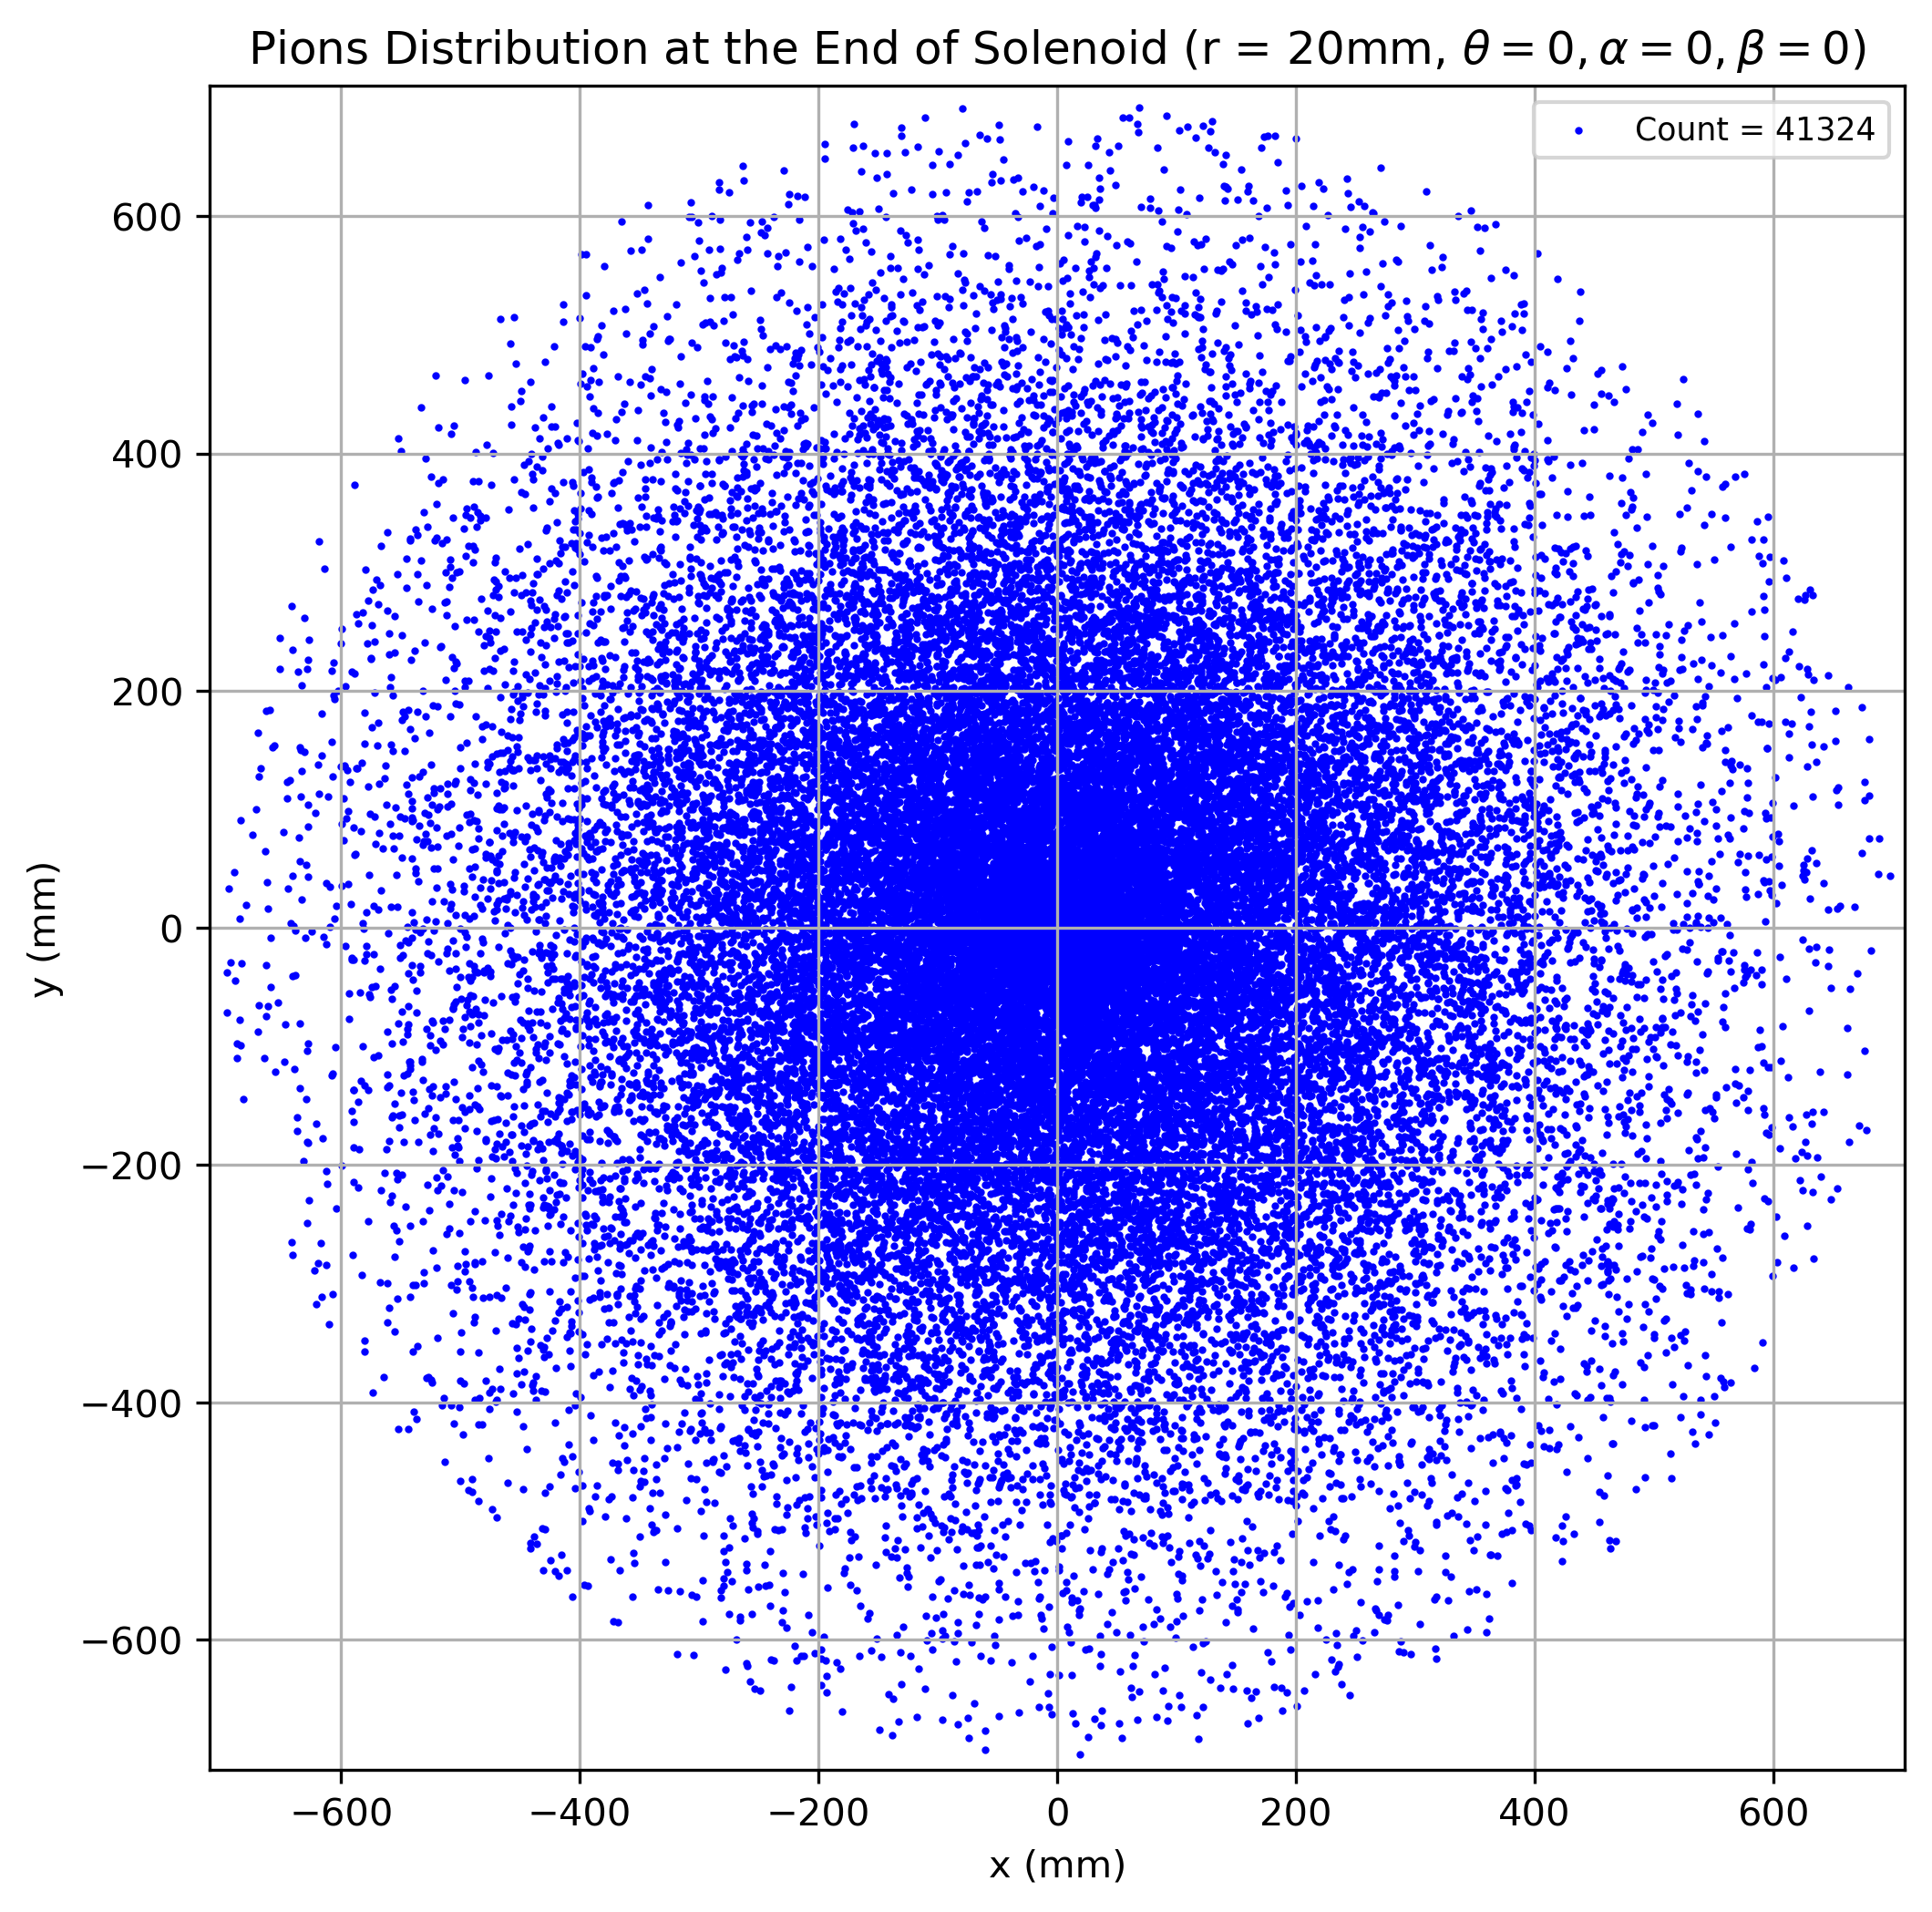 Pions Distribution at the End of Solenoid (r = 20mm, θ = 0, α = 0, β = 0)
Count = 41324
600
400
200
0
−200
−400
−600
y (mm)
−600 −400 −200 0 200 400 600
x (mm)